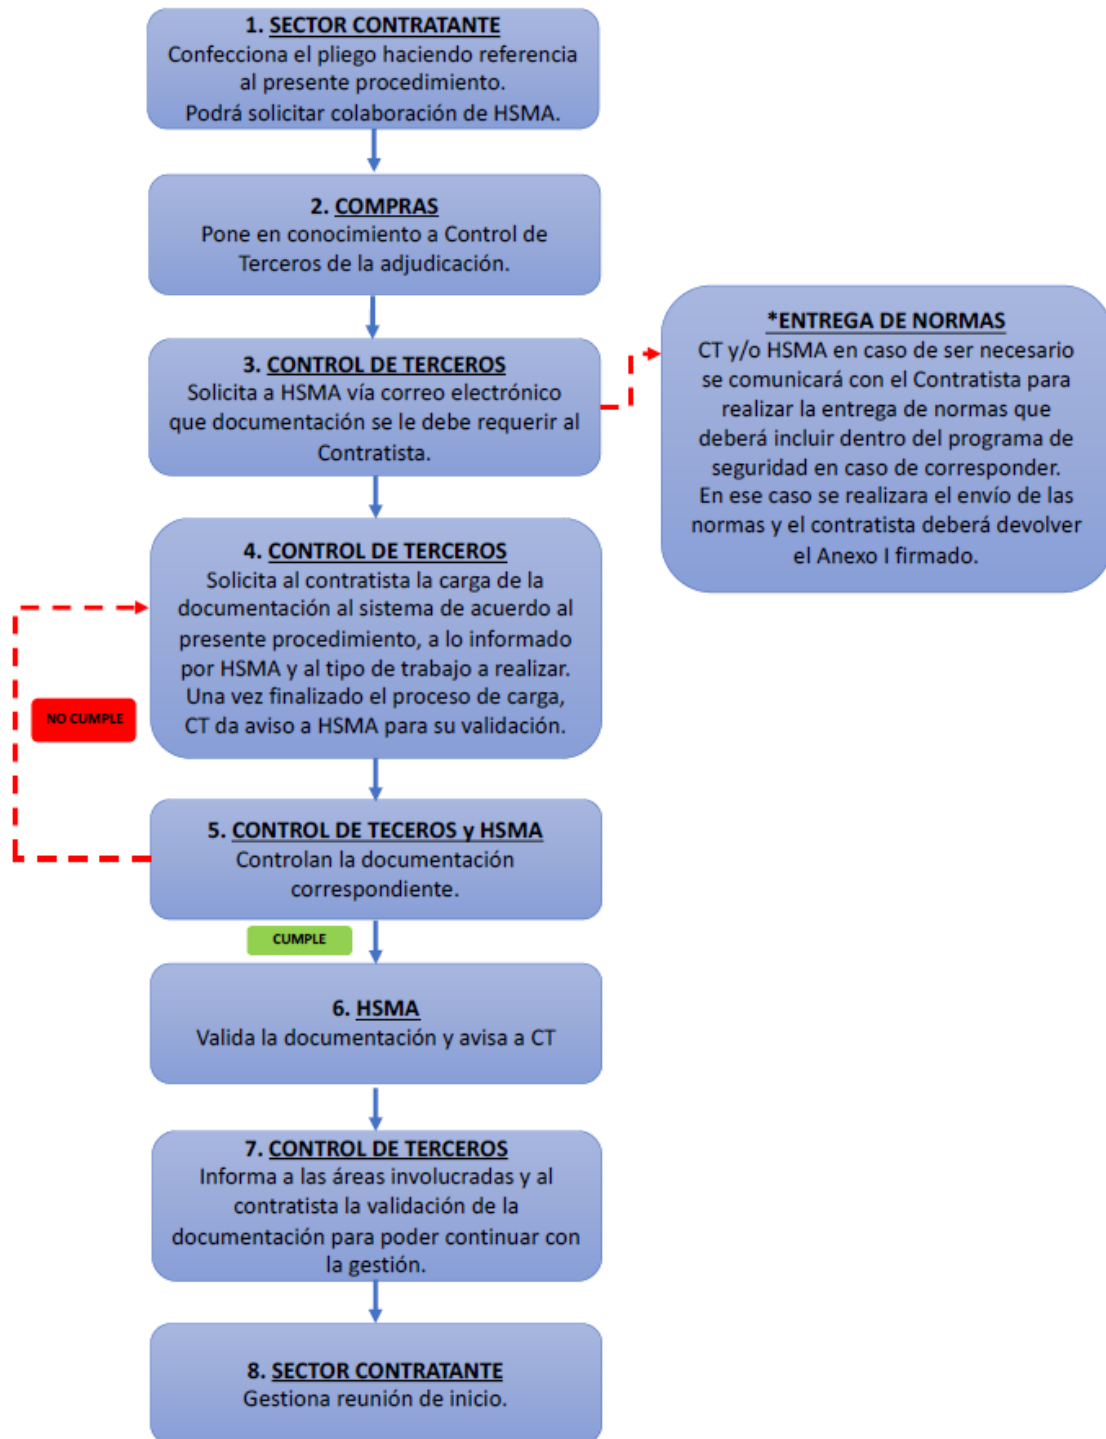 1. SECTOR CONTRATANTE
Confecciona el pliego haciendo referencia
al presente procedimiento.
Podrá solicitar colaboración de HSMA.
2. COMPRAS
Pone en conocimiento a Control de
Terceros de la adjudicación.
3. CONTROL DE TERCEROS
Solicita a HSMA vía correo electrónico
que documentación se le debe requerir al
Contratista.
*ENTREGA DE NORMAS
CT y/o HSMA en caso de ser necesario
se comunicará con el Contratista para
realizar la entrega de normas que
deberá incluir dentro del programa de
seguridad en caso de corresponder.
En ese caso se realizara el envío de las
normas y el contratista deberá devolver
el Anexo I firmado.
4. CONTROL DE TERCEROS
Solicita al contratista la carga de la
documentación al sistema de acuerdo al
presente procedimiento, a lo informado
por HSMA y al tipo de trabajo a realizar.
Una vez finalizado el proceso de carga,
CT da aviso a HSMA para su validación.
NO CUMPLE
5. CONTROL DE TECEROS y HSMA
Controlan la documentación
correspondiente.
CUMPLE
6. HSMA
Valida la documentación y avisa a CT
7. CONTROL DE TERCEROS
Informa a las áreas involucradas y al
contratista la validación de la
documentación para poder continuar con
la gestión.
8. SECTOR CONTRATANTE
Gestiona reunión de inicio.